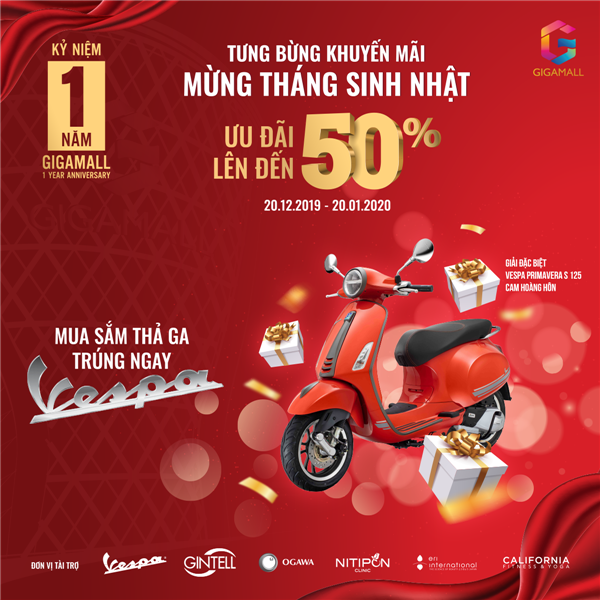 KỶ NIỆM
1
NĂM
GIGAMALL
1 YEAR ANNIVERSARY
TƯNG BỪNG KHUYẾN MÃI
MỪNG THÁNG SINH NHẬT
ƯU ĐÃI
LÊN ĐẾN
50%
20.12.2019 - 20.01.2020
GIGAMALL
GIẢI ĐẶC BIỆT
VESPA PRIMAVERA S 125
CAM HOÀNG HÔN
MUA SẮM THẢ GA
TRÚNG NGAY
Vespa
ĐƠN VỊ TÀI TRỢ
Vespa
GINTELL
OGAWA
NITIPON
CLINIC
eri
international
CALIFORNIA
FITNESS & YOGA